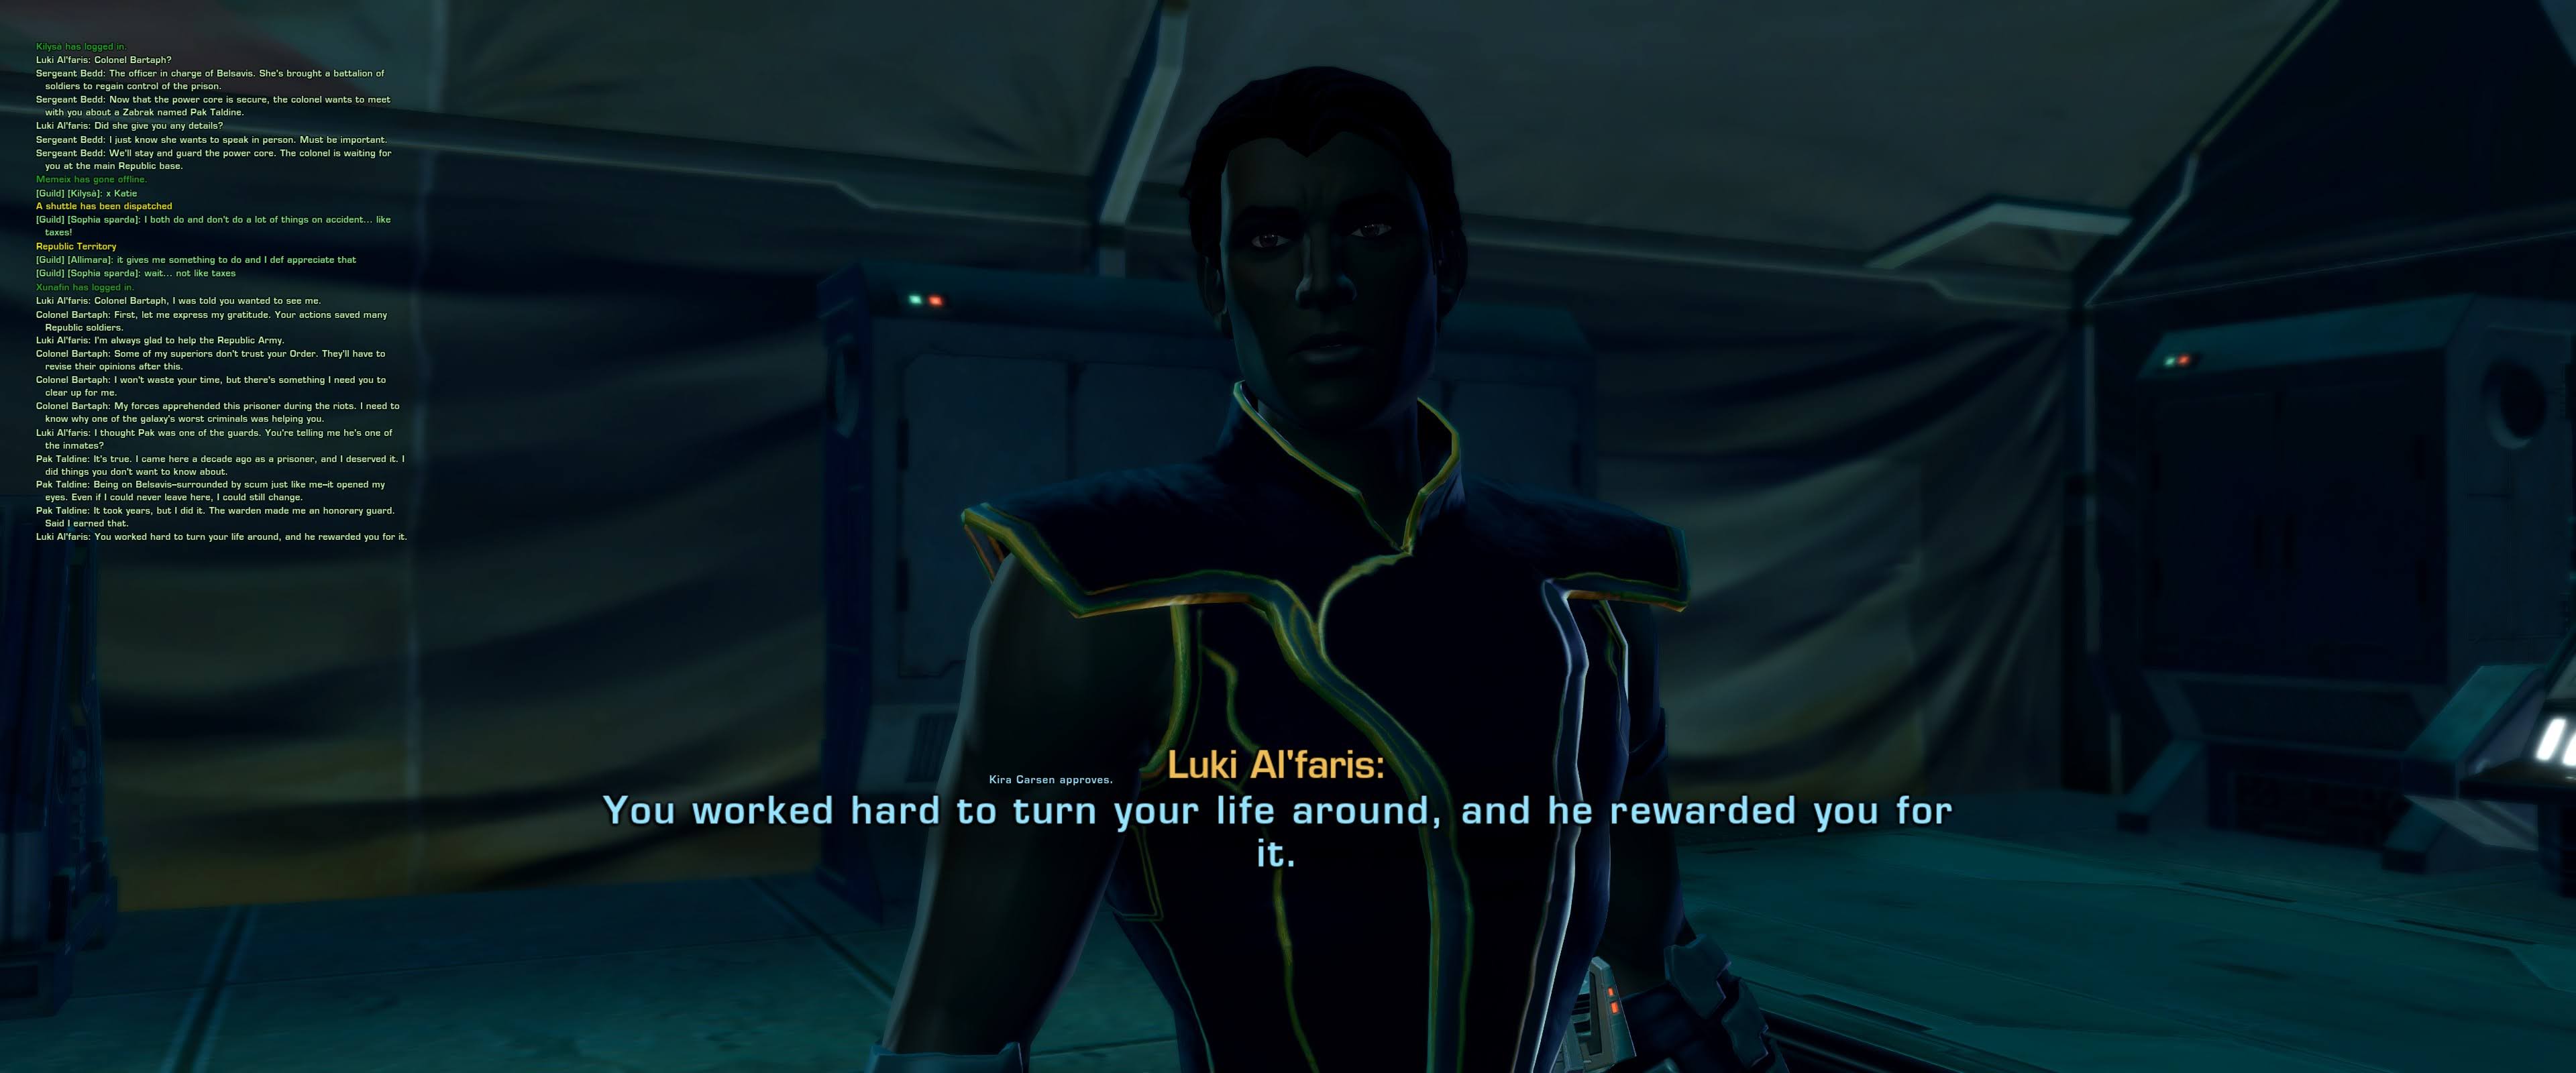 Kilysà has logged in.
Luki Al'faris: Colonel Bartaph?
Sergeant Bedd: The officer in charge of Belsavis. She's brought a battalion of
soldiers to regain control of the prison.
Sergeant Bedd: Now that the power core is secure, the colonel wants to meet
with you about a Zabrak named Pak Taldine.
Luki Al'faris: Did she give you any details?
Sergeant Bedd: I just know she wants to speak in person. Must be important.
Sergeant Bedd: We'll stay and guard the power core. The colonel is waiting for
you at the main Republic base.
Memeix has gone offline.
[Guild] [Kilysà]: x Katie
A shuttle has been dispatched
[Guild] [Sophia sparda]: I both do and don't do a lot of things on accident... like
taxes!
Republic Territory
[Guild] [Allimara]: it gives me something to do and I def appreciate that
[Guild] [Sophia sparda]: wait... not like taxes
Xunafin has logged in.
Luki Al'faris: Colonel Bartaph, I was told you wanted to see me.
Colonel Bartaph: First, let me express my gratitude. Your actions saved many
Republic soldiers.
Luki Al'faris: I'm always glad to help the Republic Army.
Colonel Bartaph: Some of my superiors don't trust your Order. They'll have to
revise their opinions after this.
Colonel Bartaph: I won't waste your time, but there's something I need you to
clear up for me.
Colonel Bartaph: My forces apprehended this prisoner during the riots. I need to
know why one of the galaxy's worst criminals was helping you.
Luki Al'faris: I thought Pak was one of the guards. You're telling me he's one of
the inmates?
Pak Taldine: It's true. I came here a decade ago as a prisoner, and I deserved it. I
did things you don't want to know about.
Pak Taldine: Being on Belsavis–surrounded by scum just like me–it opened my
eyes. Even if I could never leave here, I could still change.
Pak Taldine: It took years, but I did it. The warden made me an honorary guard.
Said I earned that.
Luki Al'faris: You worked hard to turn your life around, and he rewarded you for it.
Luki Al'faris:
Kira Carsen approves.
You worked hard to turn your life around, and he rewarded you for
it.